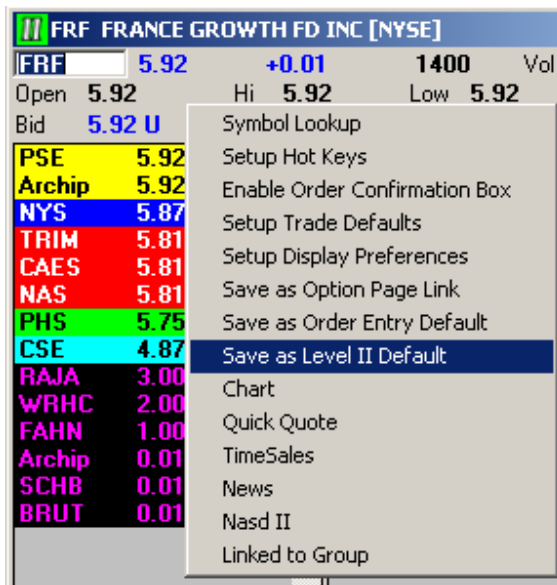 FRF FRANCE GROWTH FD INC [NYSE]
FRF 5.92 +0.01 1400 Vol
Open 5.92 Hi 5.92 Low 5.92
Bid 5.92 U
PSE 5.92
Archip 5.92
NYS 5.87
TRIM 5.81
CAES 5.81
NAS 5.81
PHS 5.75
CSE 4.87
RAJA 3.00
WRHC 2.00
FAHN 1.00
Archip 0.01
SCHB 0.01
BRUT 0.01
Symbol Lookup
Setup Hot Keys
Enable Order Confirmation Box
Setup Trade Defaults
Setup Display Preferences
Save as Option Page Link
Save as Order Entry Default
Save as Level II Default
Chart
Quick Quote
TimeSales
News
Nasd II
Linked to Group